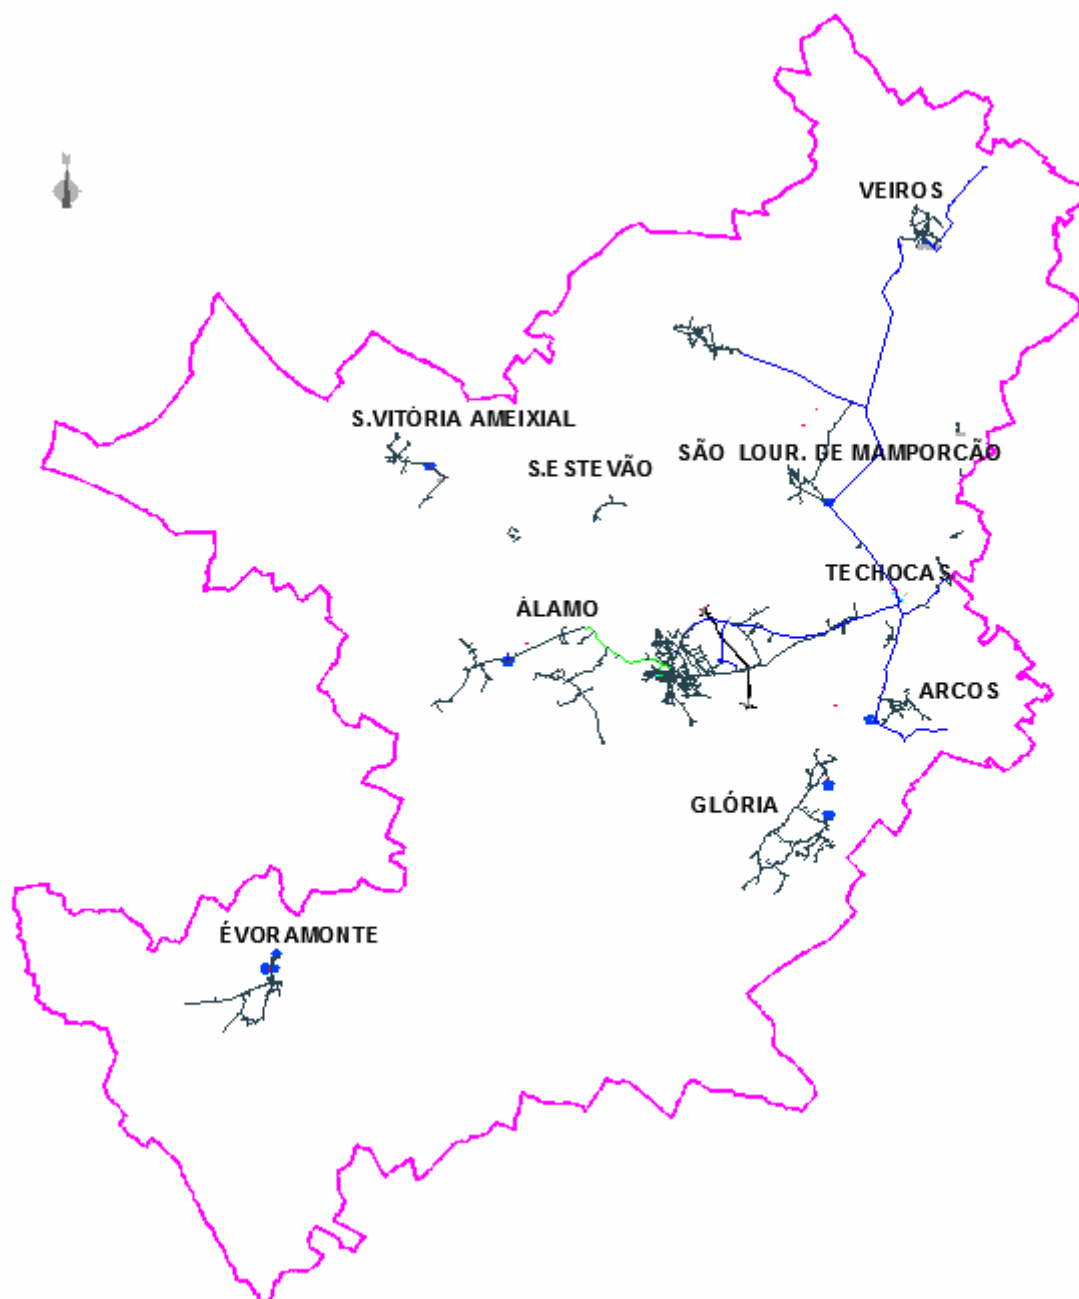 N
VEIROS
S.VITÓRIA AMEIXIAL
SÃO LOUR. DE MAMPORCÃO
S.ESTEVÃO
TECHOCAS
ÁLAMO
ARCOS
GLÓRIA
ÉVORAMONTE